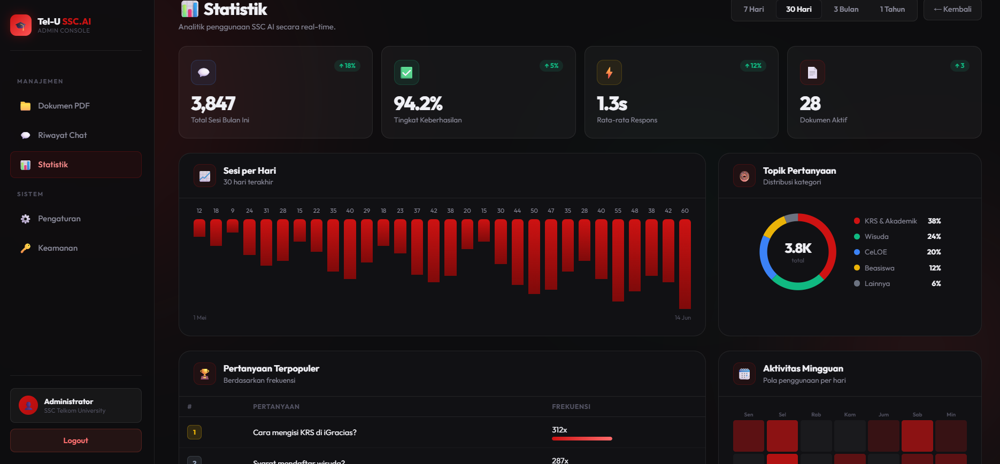 Tel-U SSC.AI
ADMIN CONSOLE
MANAJEMEN
Dokumen PDF
Riwayat Chat
Statistik
SISTEM
Pengaturan
Keamanan
Administrator
SSC Telkom University
Logout
Statistik
Analitik penggunaan SSC AI secara real-time.
7 Hari 30 Hari 3 Bulan 1 Tahun ← Kembali
↑ 18%
3,847
Total Sesi Bulan Ini
↑ 5%
94.2%
Tingkat Keberhasilan
↑ 12%
1.3s
Rata-rata Respons
↑ 3
28
Dokumen Aktif
Sesi per Hari
30 hari terakhir
12 18 9 24 31 28 15 22 35 40 29 18 23 37 42 38 20 15 30 44 50 47 35 28 40 55 48 38 42 60
1 Mei 14 Jun
Topik Pertanyaan
Distribusi kategori
3.8K
total
KRS & Akademik 38%
Wisuda 24%
CeLOE 20%
Beasiswa 12%
Lainnya 6%
Pertanyaan Terpopuler
Berdasarkan frekuensi
# PERTANYAAN FREKUENSI
1 Cara mengisi KRS di iGracias? 312x
2 Syarat mendaftar wisuda? 287x
Aktivitas Mingguan
Pola penggunaan per hari
Sen Sel Rab Kam Jum Sab Min